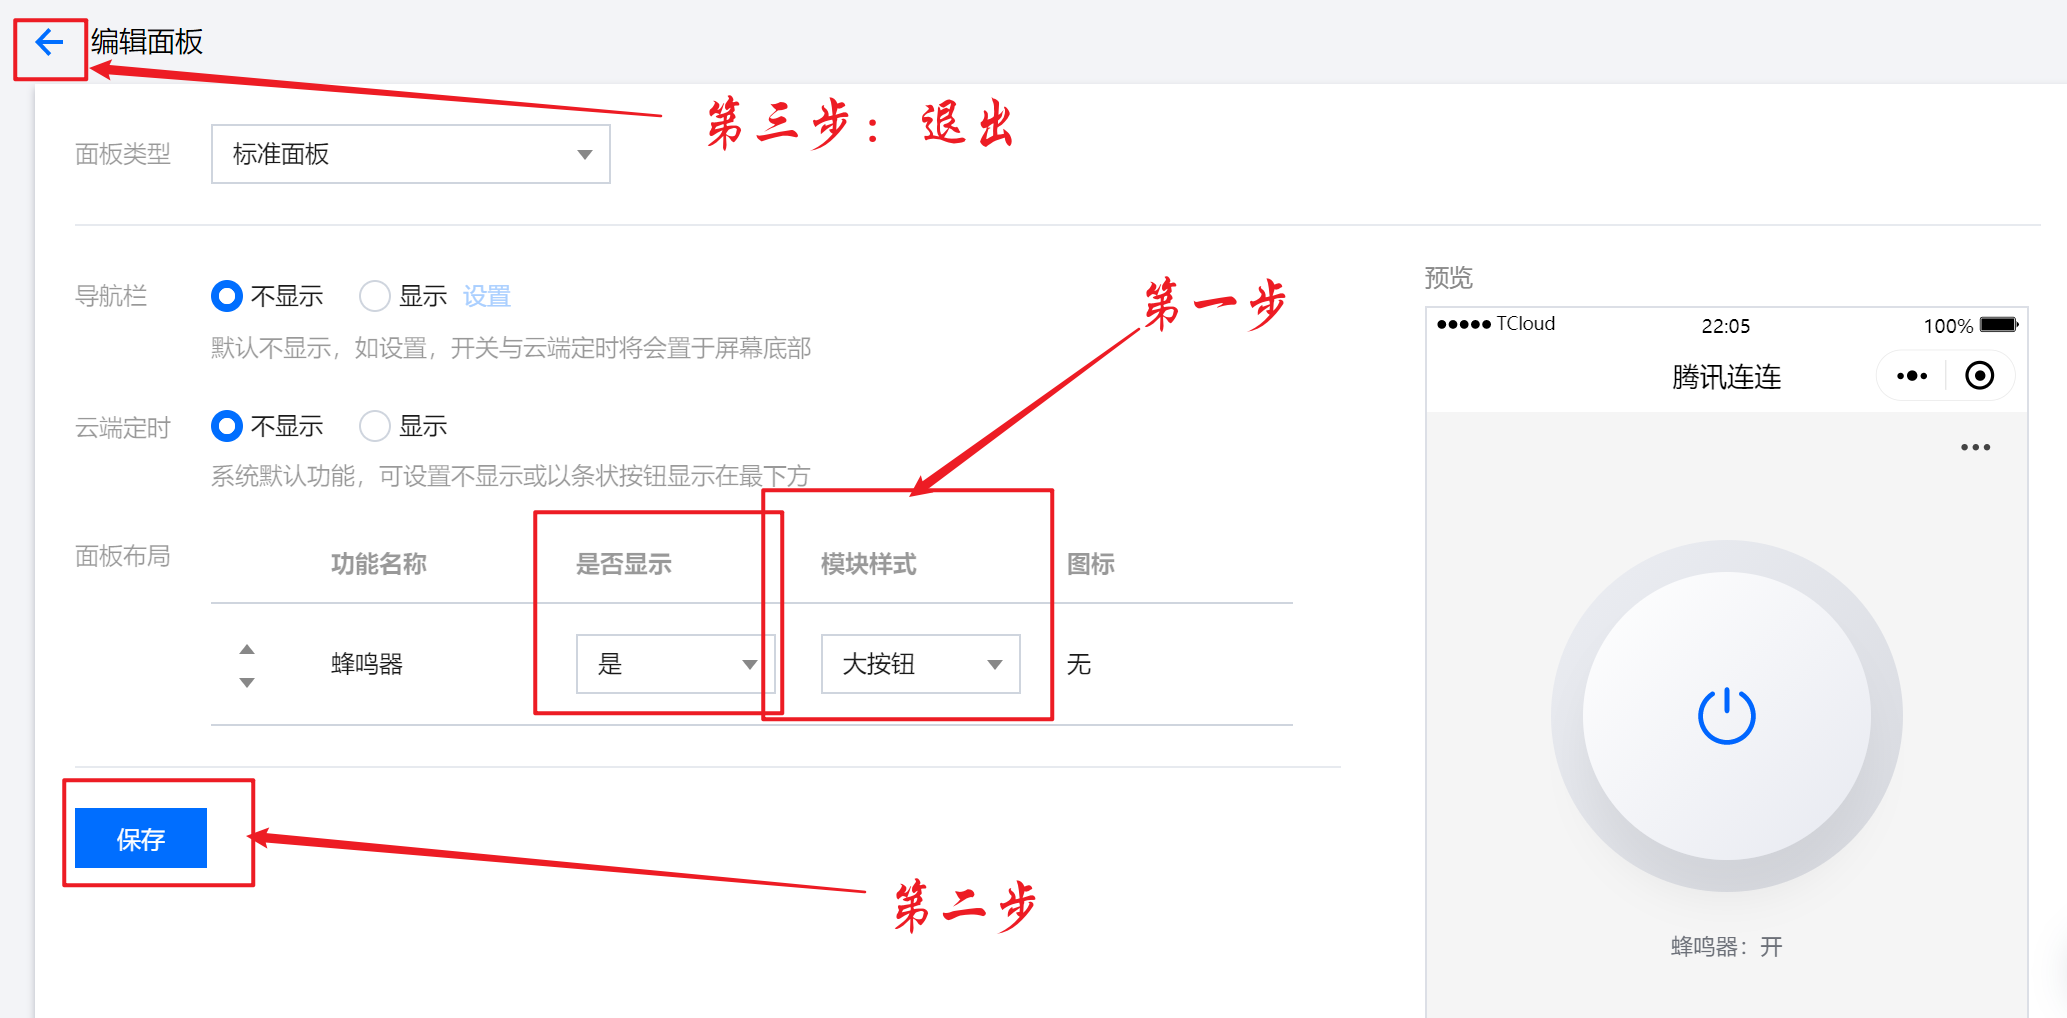 编辑面板
第三步：退出
面板类型 标准面板
导航栏 不显示 显示 设置
默认不显示，如设置，开关与云端定时将会置于屏幕底部
第一步
云端定时 不显示 显示
系统默认功能，可设置不显示或以条状按钮显示在最下方
面板布局 功能名称 是否显示 模块样式 图标
蜂鸣器 是 大按钮 无
保存
第二步
预览
TCloud 22:05 100%
腾讯连连
蜂鸣器：开